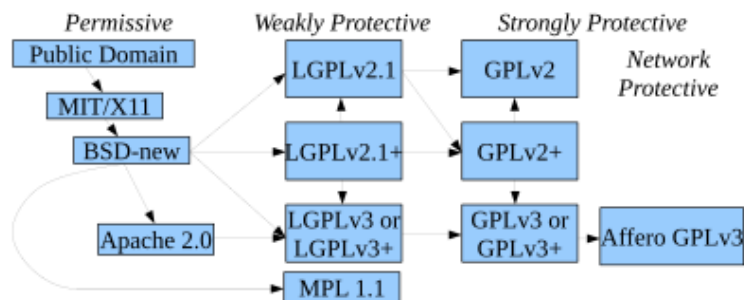 Permissive
Weakly Protective
Strongly Protective
Public Domain
LGPLv2.1
GPLv2
Network
Protective
MIT/X11
BSD-new
LGPLv2.1+
GPLv2+
Apache 2.0
LGPLv3 or
LGPLv3+
GPLv3 or
GPLv3+
Affero GPLv3
MPL 1.1